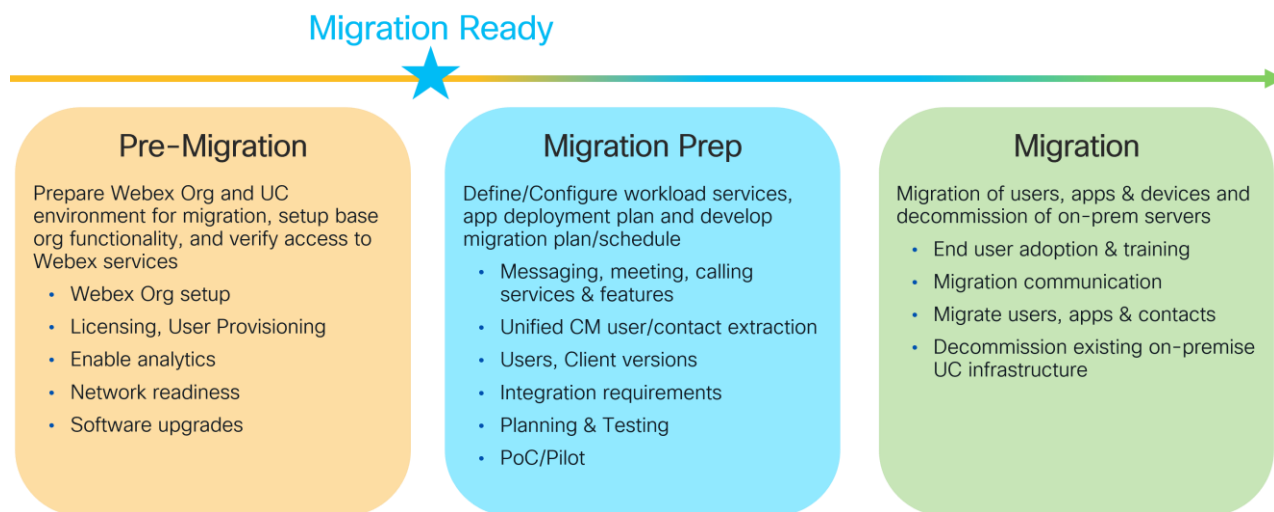 Migration Ready
Pre-Migration
Prepare Webex Org and UC
environment for migration, setup base
org functionality, and verify access to
Webex services
• Webex Org setup
• Licensing, User Provisioning
• Enable analytics
• Network readiness
• Software upgrades
Migration Prep
Define/Configure workload services,
app deployment plan and develop
migration plan/schedule
• Messaging, meeting, calling
services & features
• Unified CM user/contact extraction
• Users, Client versions
• Integration requirements
• Planning & Testing
• PoC/Pilot
Migration
Migration of users, apps & devices and
decommission of on-prem servers
• End user adoption & training
• Migration communication
• Migrate users, apps & contacts
• Decommission existing on-premise
UC infrastructure